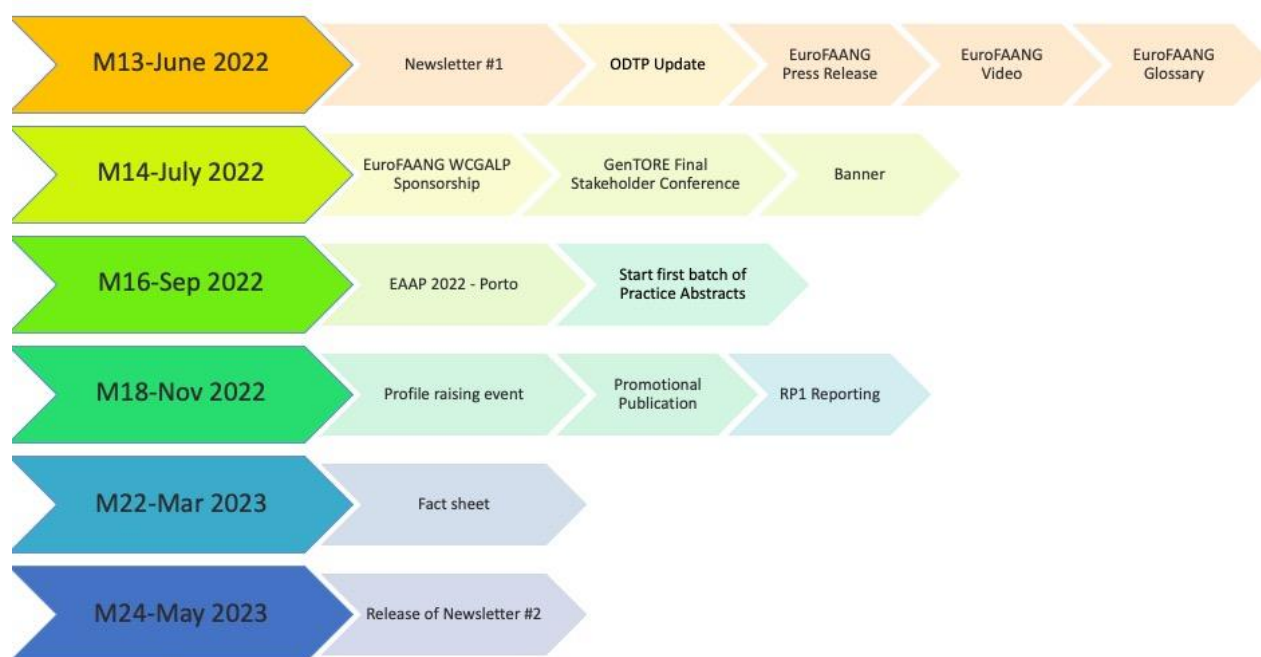 M13-June 2022
Newsletter #1
ODTP Update
EuroFAANG
Press Release
EuroFAANG
Video
EuroFAANG
Glossary
M14-July 2022
EuroFAANG WCGALP
Sponsorship
GenTORE Final
Stakeholder Conference
Banner
M16-Sep 2022
EAAP 2022 - Porto
Start first batch of
Practice Abstracts
M18-Nov 2022
Profile raising event
Promotional
Publication
RP1 Reporting
M22-Mar 2023
Fact sheet
M24-May 2023
Release of Newsletter #2